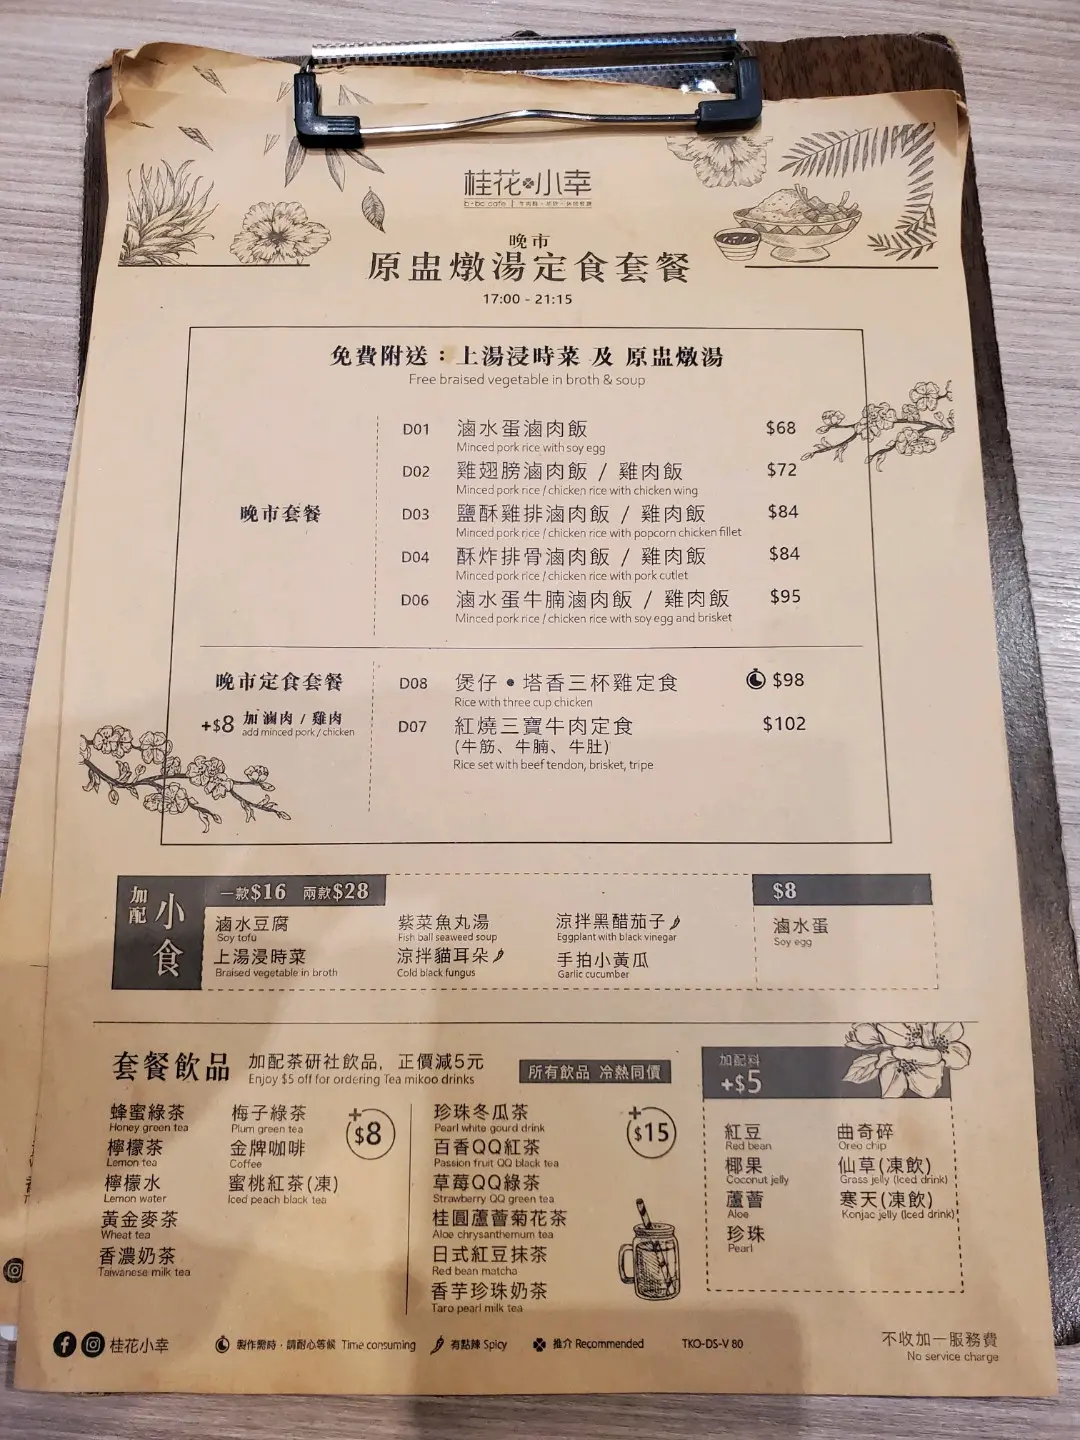 桂花小幸
b+bc cafe
晚市
原盅燉湯定食套餐
17:00 - 21:15
免費附送：上湯浸時菜 及 原盅燉湯
Free braised vegetable in broth & soup
晚市套餐
D01 滷水蛋滷肉飯 $68
Minced pork rice with soy egg
D02 雞翅膀滷肉飯 / 雞肉飯 $72
Minced pork rice / chicken rice with chicken wing
D03 鹽酥雞排滷肉飯 / 雞肉飯 $84
Minced pork rice / chicken rice with popcorn chicken fillet
D04 酥炸排骨滷肉飯 / 雞肉飯 $84
Minced pork rice / chicken rice with pork cutlet
D06 滷水蛋牛腩滷肉飯 / 雞肉飯 $95
Minced pork rice / chicken rice with soy egg and brisket
晚市定食套餐
+$8 加滷肉 / 雞肉
add minced pork / chicken
D08 煲仔•塔香三杯雞定食 $98
Rice with three cup chicken
D07 紅燒三寶牛肉定食 $102
(牛筋、牛腩、牛肚)
Rice set with beef tendon, brisket, tripe
加配 小食
一款$16 兩款$28
滷水豆腐
Soy tofu
上湯浸時菜
Braised vegetable in broth
紫菜魚丸湯
Fish ball seaweed soup
涼拌貓耳朵
Cold black fungus
涼拌黑醋茄子
Eggplant with black vinegar
手拍小黃瓜
Garlic cucumber
$8
滷水蛋
Soy egg
套餐飲品
加配茶研社飲品，正價減5元
Enjoy $5 off for ordering Tea mikoo drinks
所有飲品 冷熱同價
蜂蜜綠茶
Honey green tea
檸檬茶
Lemon tea
檸檬水
Lemon water
黃金麥茶
Wheat tea
香濃奶茶
Taiwanese milk tea
梅子綠茶
Plum green tea
金牌咖啡
Coffee
蜜桃紅茶(凍)
Iced peach black tea
+$8
珍珠冬瓜茶
Pearl white gourd drink
百香QQ紅茶
Passion fruit QQ black tea
草莓QQ綠茶
Strawberry QQ green tea
桂圓蘆薈菊花茶
Aloe chrysanthemum tea
日式紅豆抹茶
Red bean matcha
香芋珍珠奶茶
Taro pearl milk tea
+$15
加配料
+$5
紅豆
Red bean
椰果
Coconut jelly
蘆薈
Aloe
珍珠
Pearl
曲奇碎
Oreo chip
仙草(凍飲)
Grass jelly (Iced drink)
寒天(凍飲)
Konjac jelly (Iced drink)
桂花小幸
製作需時，請耐心等候 Time consuming
有點辣 Spicy
推介 Recommended
TKO-DS-V 80
不收加一服務費
No service charge